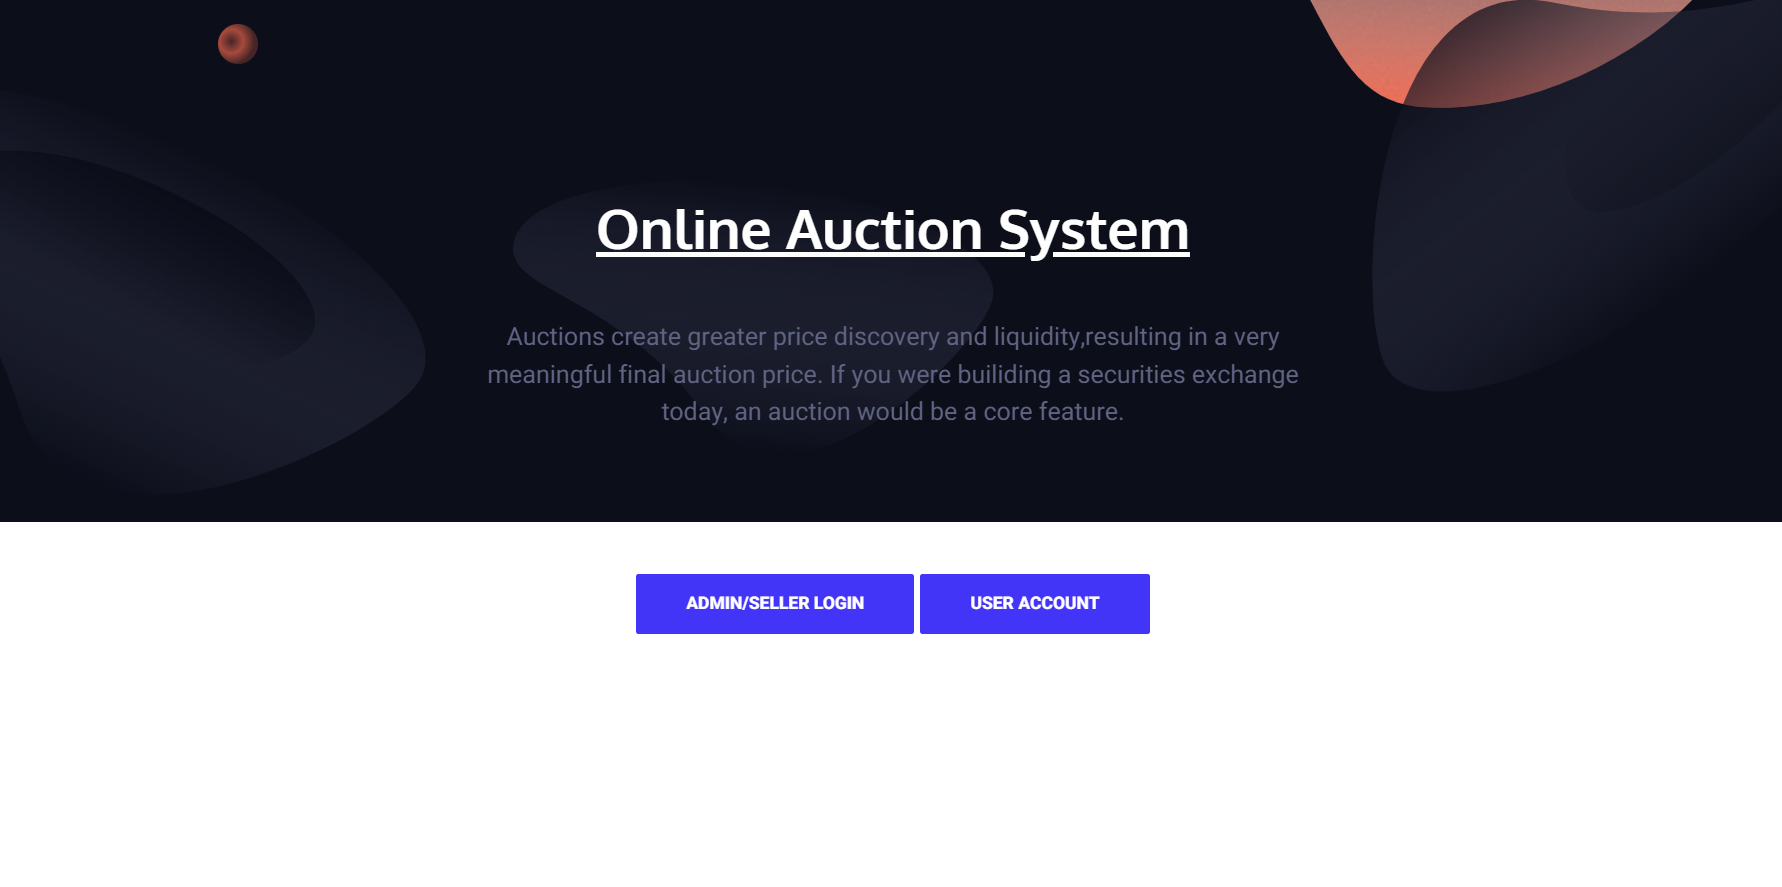 Online Auction System
Auctions create greater price discovery and liquidity,resulting in a very
meaningful final auction price. If you were builiding a securities exchange
today, an auction would be a core feature.
ADMIN/SELLER LOGIN
USER ACCOUNT